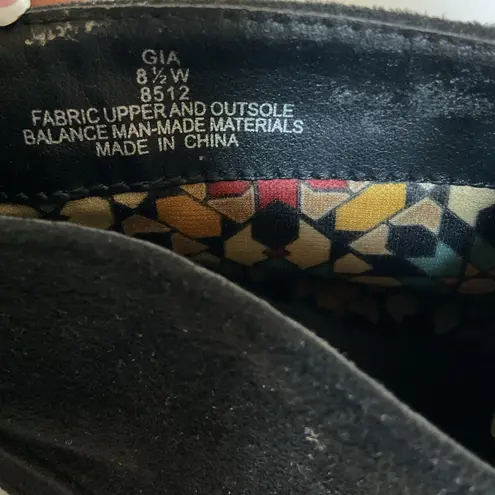 GIA
8 ½ W
8512
FABRIC UPPER AND OUTSOLE
BALANCE MAN-MADE MATERIALS
MADE IN CHINA